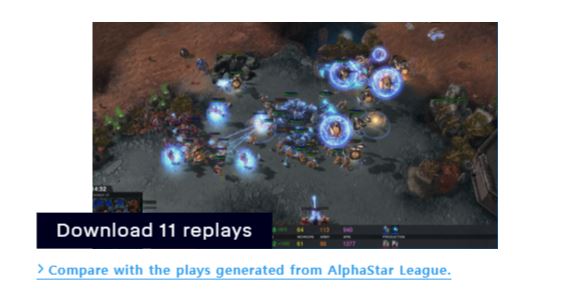 Download 11 replays
> Compare with the plays generated from AlphaStar League.